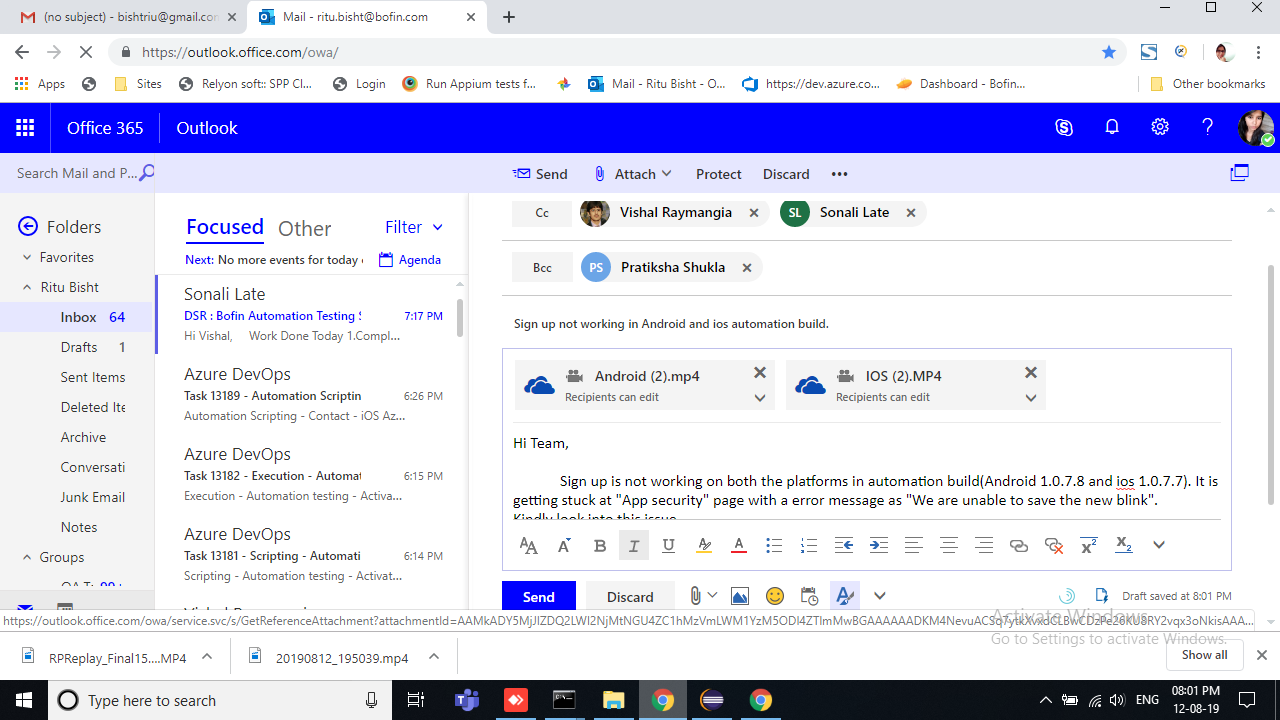 (no subject) - bishtriu@gmail.con
Mail - ritu.bisht@bofin.com
https://outlook.office.com/owa/
Apps
Sites
Relyon soft:: SPP Cl...
Login
Run Appium tests f...
Mail - Ritu Bisht - O...
https://dev.azure.co...
Dashboard - Bofin...
Other bookmarks
Office 365
Outlook
Search Mail and P...
Send
Attach
Protect
Discard
Folders
Favorites
Ritu Bisht
Inbox 64
Drafts 1
Sent Items
Deleted Ite
Archive
Conversati
Junk Email
Notes
Groups
Focused Other Filter
Next: No more events for today Agenda
Sonali Late
DSR : Bofin Automation Testing 7:17 PM
Hi Vishal, Work Done Today 1.Compl...
Azure DevOps
Task 13189 - Automation Scriptin 6:26 PM
Automation Scripting - Contact - iOS Az...
Azure DevOps
Task 13182 - Execution - Automat 6:15 PM
Execution - Automation testing - Activa...
Azure DevOps
Task 13181 - Scripting - Automati 6:14 PM
Scripting - Automation testing - Activat...
Cc Vishal Raymangia SL Sonali Late
Bcc PS Pratiksha Shukla
Sign up not working in Android and ios automation build.
Android (2).mp4
Recipients can edit
IOS (2).MP4
Recipients can edit
Hi Team,
Sign up is not working on both the platforms in automation build(Android 1.0.7.8 and ios 1.0.7.7). It is
getting stuck at "App security" page with a error message as "We are unable to save the new blink".
Kindly look into this issue
Send
Discard
Draft saved at 8:01 PM
Activate Windows
Go to Settings to activate Windows.
RPReplay_Final15....MP4
20190812_195039.mp4
Show all
Type here to search
ENG
08:01 PM
12-08-19